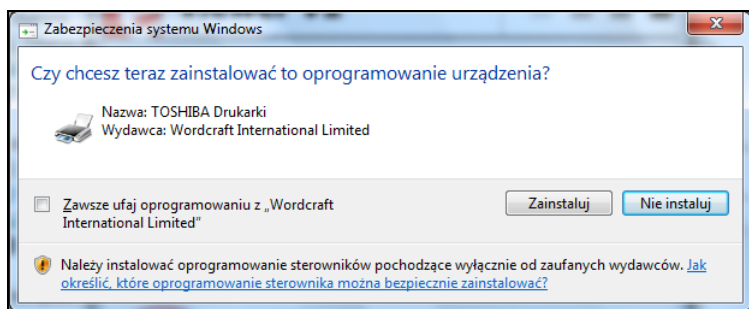 Zabezpieczenia systemu Windows
Czy chcesz teraz zainstalować to oprogramowanie urządzenia?
Nazwa: TOSHIBA Drukarki
Wydawca: Wordcraft International Limited
Zawsze ufaj oprogramowaniu z „Wordcraft
International Limited”
Zainstaluj
Nie instaluj
Należy instalować oprogramowanie sterowników pochodzące wyłącznie od zaufanych wydawców. Jak
określić, które oprogramowanie sterownika można bezpiecznie zainstalować?